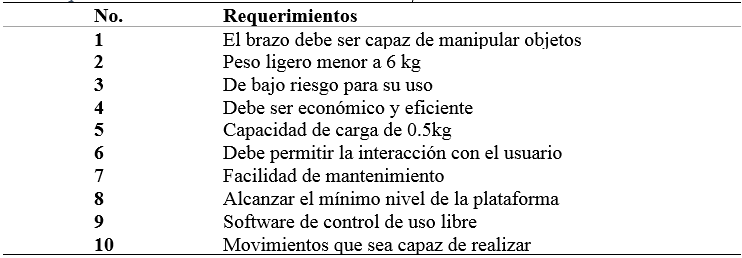 No. Requerimientos
1 El brazo debe ser capaz de manipular objetos
2 Peso ligero menor a 6 kg
3 De bajo riesgo para su uso
4 Debe ser económico y eficiente
5 Capacidad de carga de 0.5kg
6 Debe permitir la interacción con el usuario
7 Facilidad de mantenimiento
8 Alcanzar el mínimo nivel de la plataforma
9 Software de control de uso libre
10 Movimientos que sea capaz de realizar